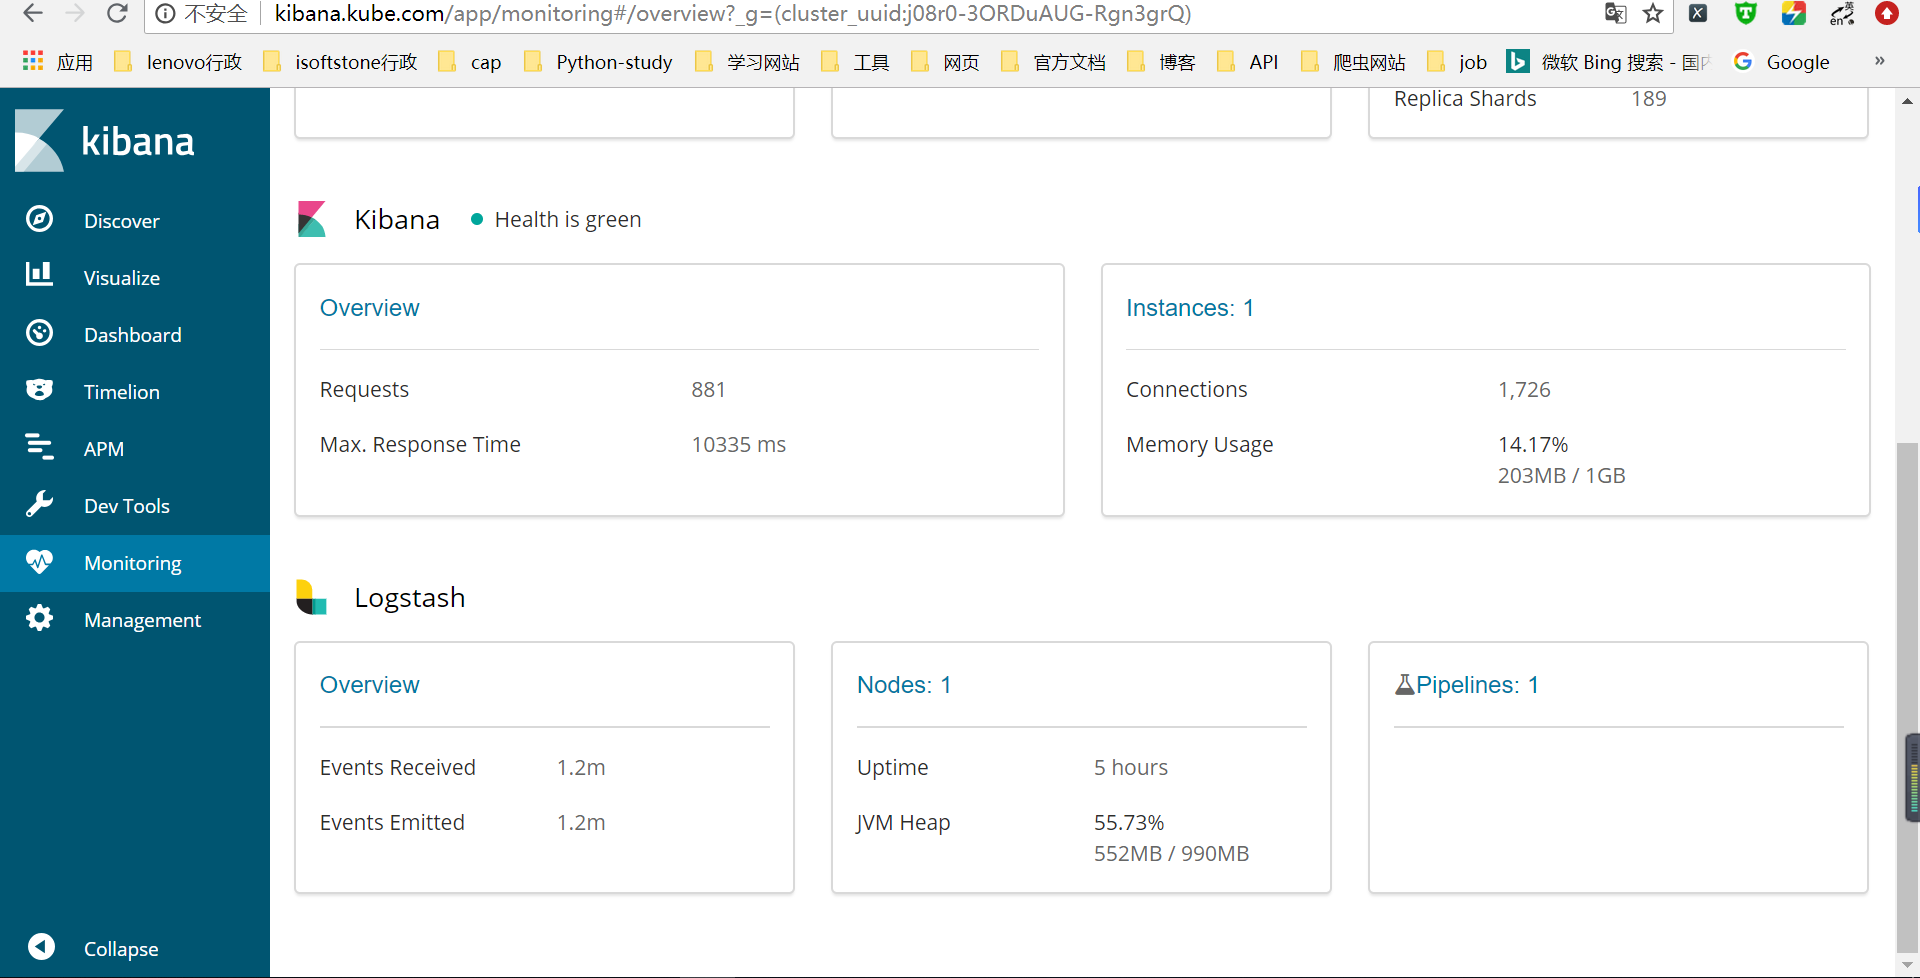 不安全 kibana.kube.com/app/monitoring#/overview?_g=(cluster_uuid:j08r0-3ORDuAUG-Rgn3grQ)
应用 lenovo行政 isoftstone行政 cap Python-study 学习网站 工具 网页 官方文档 博客 API 爬虫网站 job 微软 Bing 搜索 - 国内 Google »
kibana
Discover
Visualize
Dashboard
Timelion
APM
Dev Tools
Monitoring
Management
Collapse
Replica Shards 189
Kibana Health is green
Overview
Requests 881
Max. Response Time 10335 ms
Instances: 1
Connections 1,726
Memory Usage 14.17%
203MB / 1GB
Logstash
Overview
Events Received 1.2m
Events Emitted 1.2m
Nodes: 1
Uptime 5 hours
JVM Heap 55.73%
552MB / 990MB
Pipelines: 1